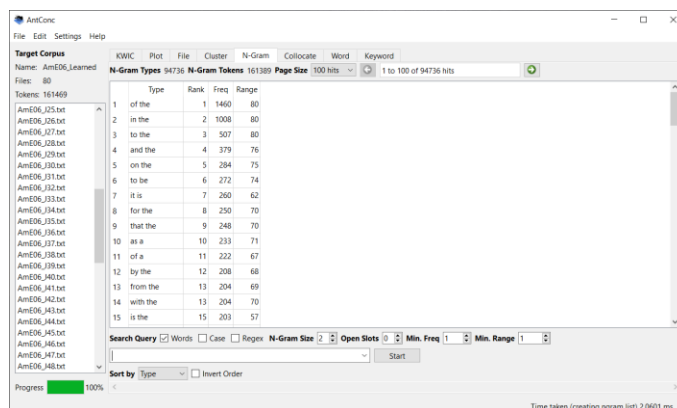 AntConc
File Edit Settings Help
Target Corpus
Name: AmE06_Learned
Files: 80
Tokens: 161469
AmE06_J25.txt
AmE06_J26.txt
AmE06_J27.txt
AmE06_J28.txt
AmE06_J29.txt
AmE06_J30.txt
AmE06_J31.txt
AmE06_J32.txt
AmE06_J33.txt
AmE06_J34.txt
AmE06_J35.txt
AmE06_J36.txt
AmE06_J37.txt
AmE06_J38.txt
AmE06_J39.txt
AmE06_J40.txt
AmE06_J41.txt
AmE06_J42.txt
AmE06_J43.txt
AmE06_J44.txt
AmE06_J45.txt
AmE06_J46.txt
AmE06_J47.txt
AmE06_J48.txt
Progress 100%
KWIC Plot File Cluster N-Gram Collocate Word Keyword
N-Gram Types 94736 N-Gram Tokens 161389 Page Size 100 hits 1 to 100 of 94736 hits
Type Rank Freq Range
1 of the 1 1460 80
2 in the 2 1008 80
3 to the 3 507 80
4 and the 4 379 76
5 on the 5 284 75
6 to be 6 272 74
7 it is 7 260 62
8 for the 8 250 70
9 that the 9 248 70
10 as a 10 233 71
11 of a 11 222 67
12 by the 12 208 68
13 from the 13 204 69
14 with the 13 204 70
15 is the 15 203 57
Search Query Words Case Regex N-Gram Size 2 Open Slots 0 Min. Freq 1 Min. Range 1
Start
Sort by Type Invert Order
Time taken (creating ngram list) 2.0601 ms